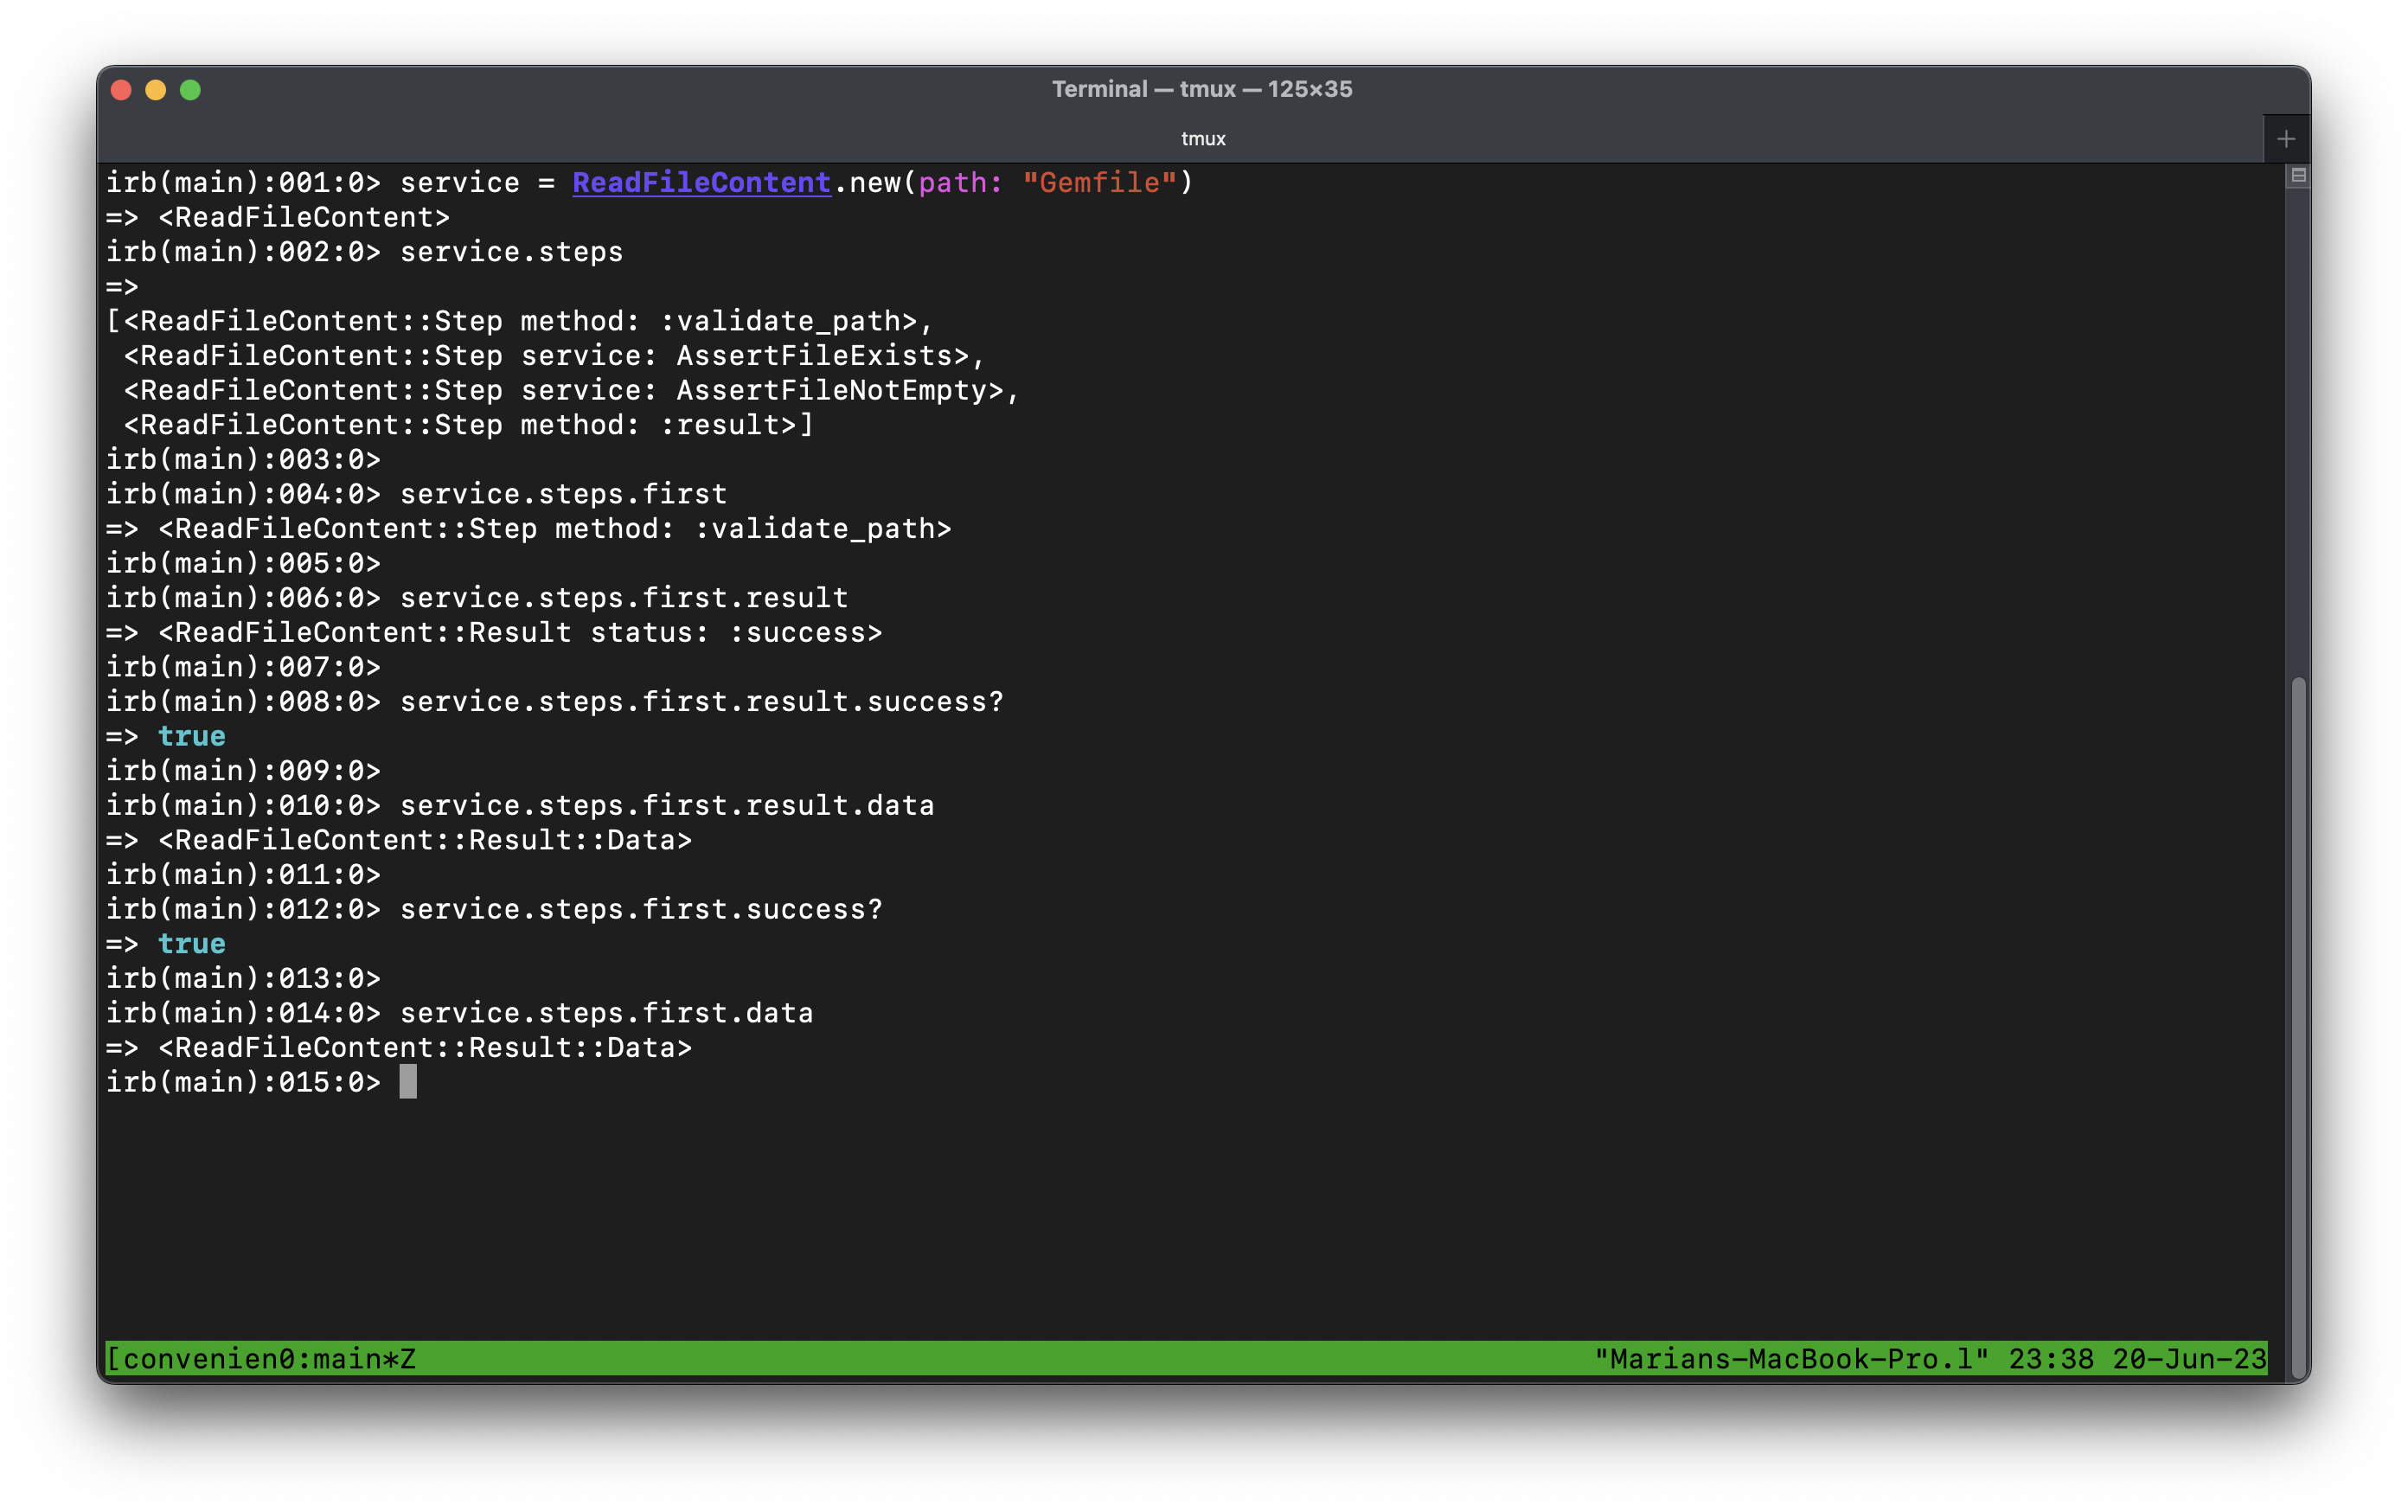 Terminal — tmux — 125×35
tmux
irb(main):001:0> service = ReadFileContent.new(path: "Gemfile")
=> <ReadFileContent>
irb(main):002:0> service.steps
=>
[<ReadFileContent::Step method: :validate_path>,
 <ReadFileContent::Step service: AssertFileExists>,
 <ReadFileContent::Step service: AssertFileNotEmpty>,
 <ReadFileContent::Step method: :result>]
irb(main):003:0>
irb(main):004:0> service.steps.first
=> <ReadFileContent::Step method: :validate_path>
irb(main):005:0>
irb(main):006:0> service.steps.first.result
=> <ReadFileContent::Result status: :success>
irb(main):007:0>
irb(main):008:0> service.steps.first.result.success?
=> true
irb(main):009:0>
irb(main):010:0> service.steps.first.result.data
=> <ReadFileContent::Result::Data>
irb(main):011:0>
irb(main):012:0> service.steps.first.success?
=> true
irb(main):013:0>
irb(main):014:0> service.steps.first.data
=> <ReadFileContent::Result::Data>
irb(main):015:0>
[convenien0:main*Z "Marians-MacBook-Pro.l" 23:38 20-Jun-23